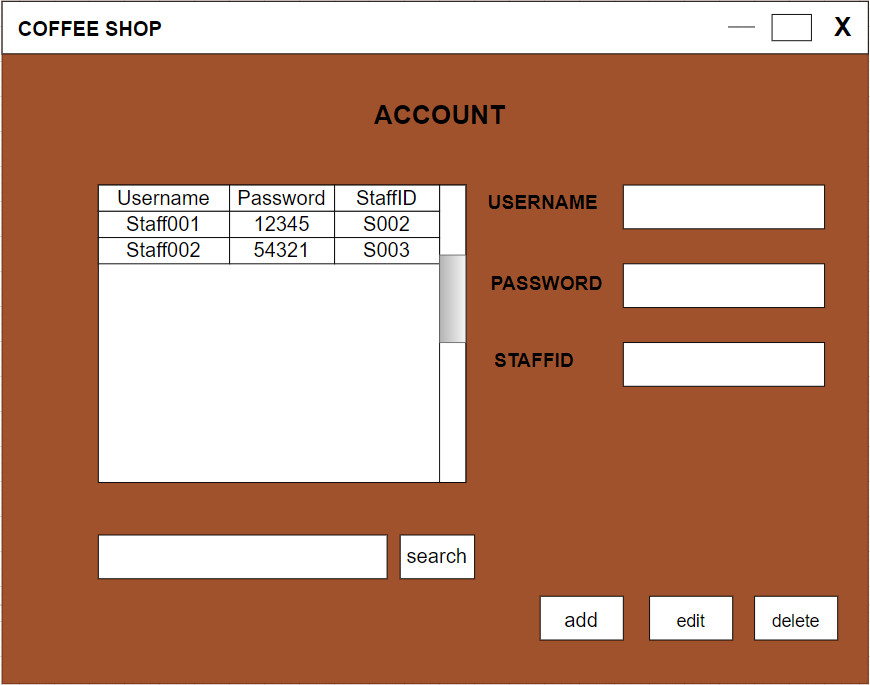 COFFEE SHOP X
ACCOUNT
Username Password StaffID
Staff001 12345 S002
Staff002 54321 S003
USERNAME
PASSWORD
STAFFID
search
add edit delete